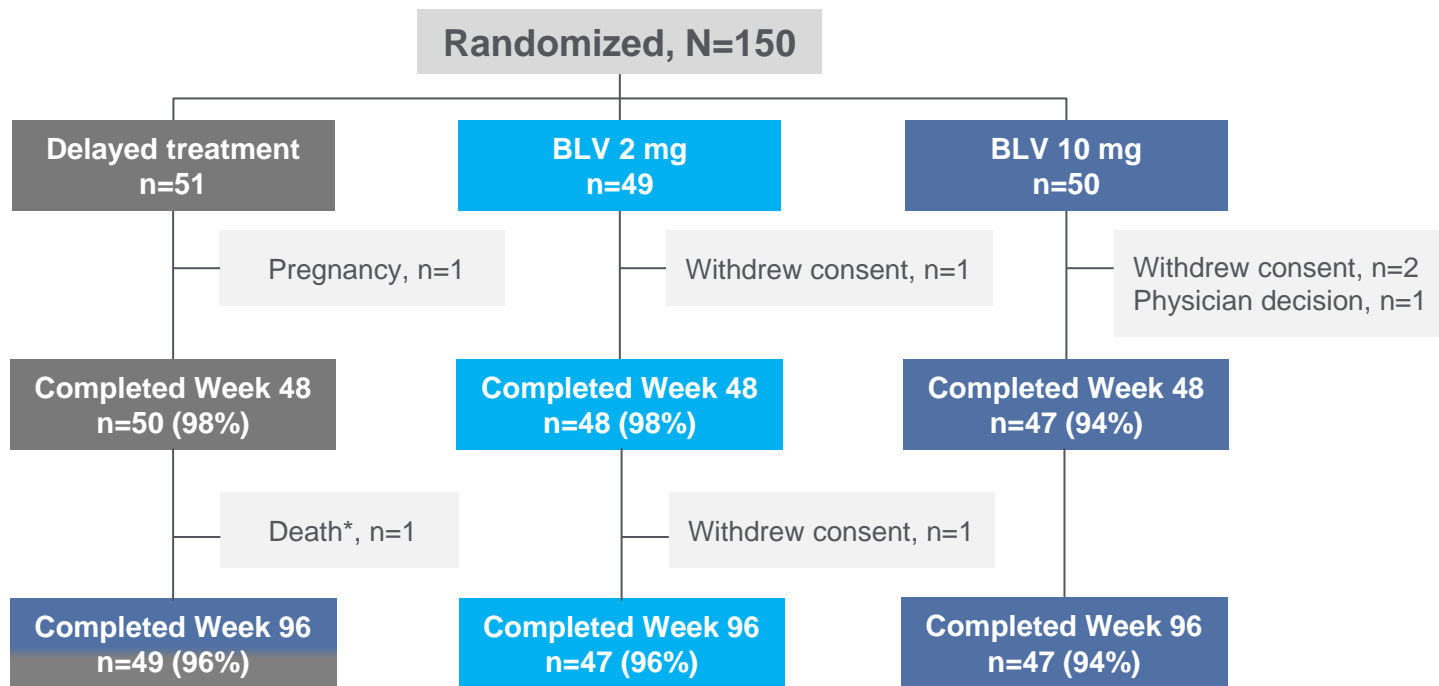 Randomized, N=150
Delayed treatment
n=51
BLV 2 mg
n=49
BLV 10 mg
n=50
Pregnancy, n=1
Withdrew consent, n=1
Withdrew consent, n=2
Physician decision, n=1
Completed Week 48
n=50 (98%)
Completed Week 48
n=48 (98%)
Completed Week 48
n=47 (94%)
Death*, n=1
Withdrew consent, n=1
Completed Week 96
n=49 (96%)
Completed Week 96
n=47 (96%)
Completed Week 96
n=47 (94%)